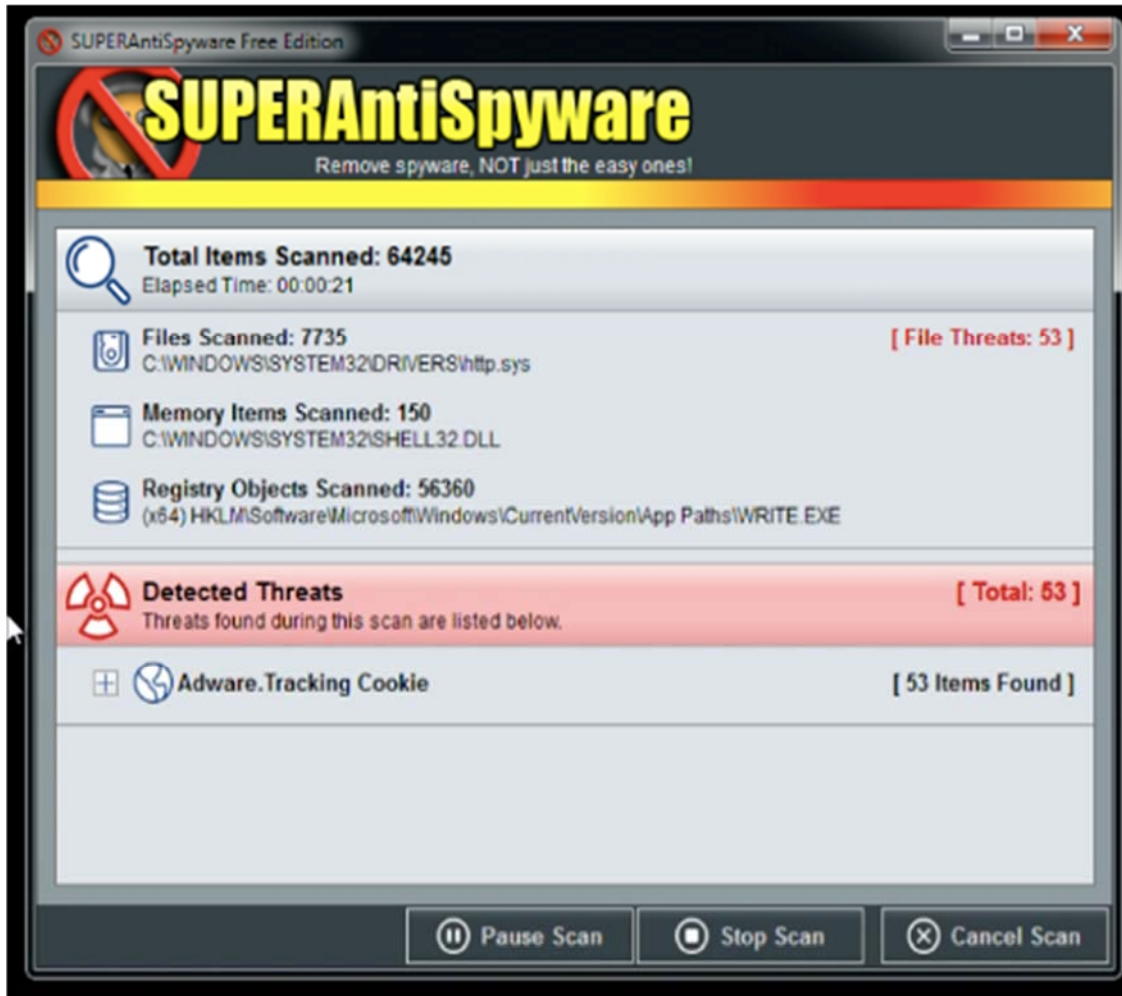 SUPERAntiSpyware Free Edition
SUPERAntiSpyware
Remove spyware, NOT just the easy ones!
Total Items Scanned: 64245
Elapsed Time: 00:00:21
Files Scanned: 7735 [ File Threats: 53 ]
C:\WINDOWS\SYSTEM32\DRIVERS\http.sys
Memory Items Scanned: 150
C:\WINDOWS\SYSTEM32\SHELL32.DLL
Registry Objects Scanned: 56360
(x64) HKLM\Software\Microsoft\Windows\CurrentVersion\App Paths\WRITE.EXE
Detected Threats [ Total: 53 ]
Threats found during this scan are listed below.
Adware.Tracking Cookie [ 53 Items Found ]
Pause Scan Stop Scan Cancel Scan